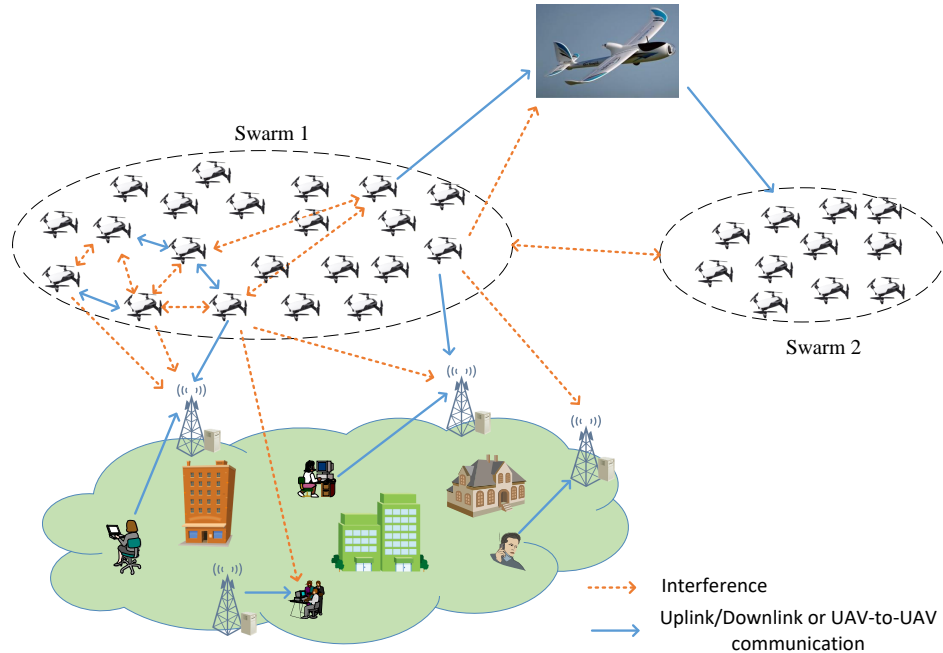 Swarm 1
Swarm 2
Interference
Uplink/Downlink or UAV-to-UAV
communication